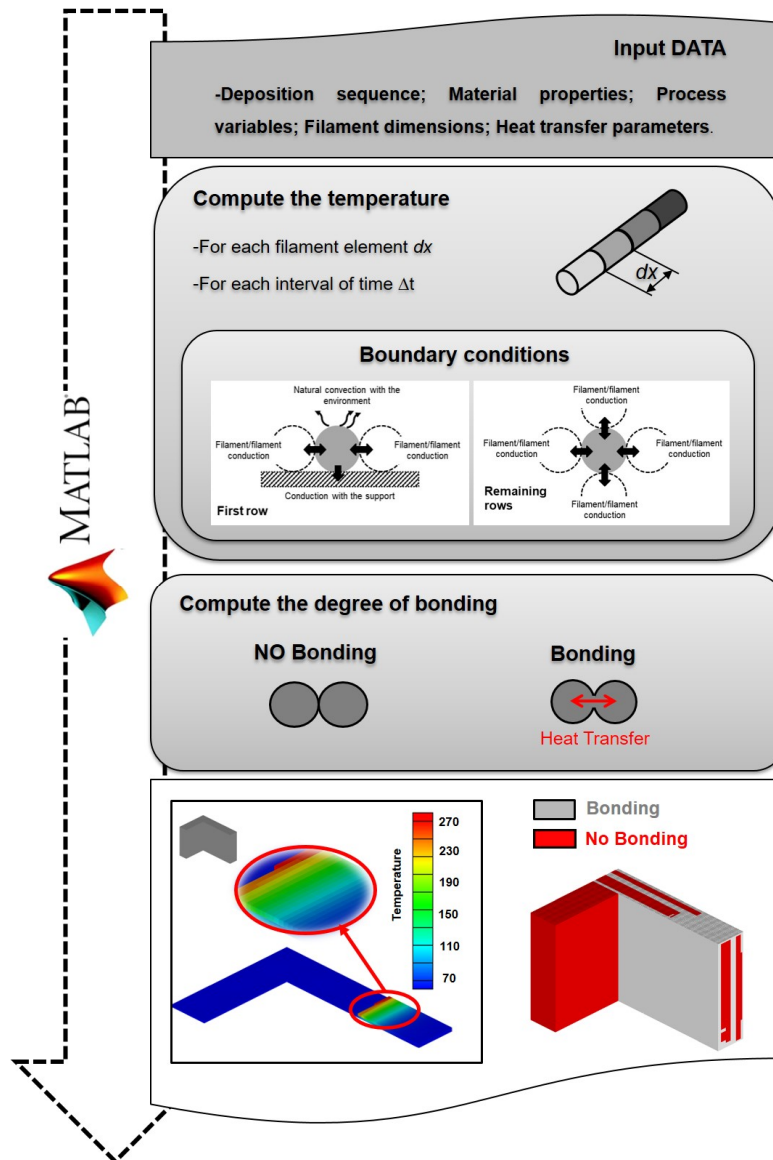 Input DATA
-Deposition sequence; Material properties; Process
variables; Filament dimensions; Heat transfer parameters.
Compute the temperature
-For each filament element dx
-For each interval of time Δt
dx
Boundary conditions
Natural convection with the
environment
Filament/filament
conduction
Filament/filament
conduction
Conduction with the support
First row
Filament/filament
conduction
Filament/filament
conduction
Filament/filament
conduction
Remaining
rows
Filament/filament
conduction
MATLAB
Compute the degree of bonding
NO Bonding
Bonding
Heat Transfer
Temperature
270
230
190
150
110
70
Bonding
No Bonding